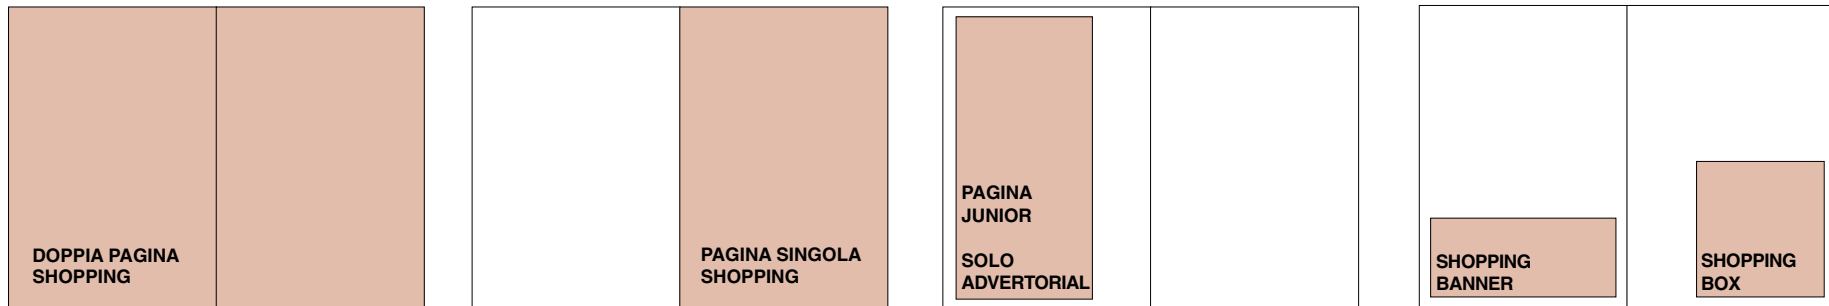 DOPPIA PAGINA
SHOPPING
PAGINA SINGOLA
SHOPPING
PAGINA
JUNIOR
SOLO
ADVERTORIAL
SHOPPING
BANNER
SHOPPING
BOX